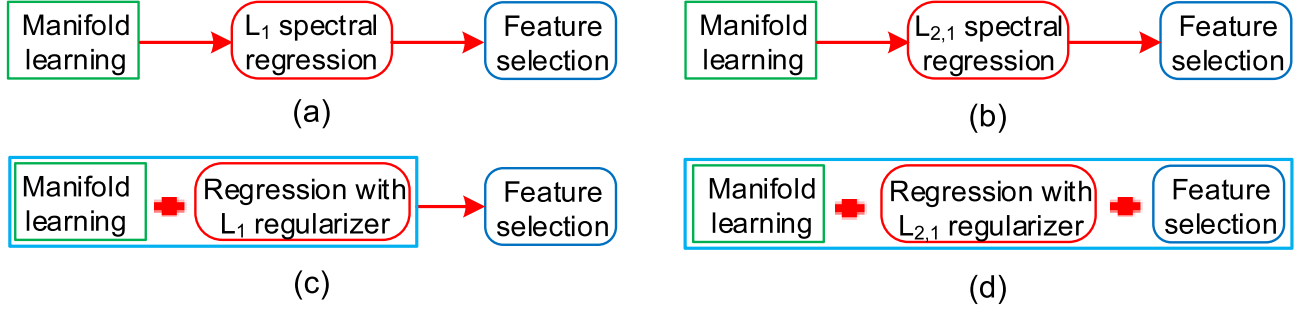 Manifold
learning
L₁ spectral
regression
Feature
selection
(a)
Manifold
learning
L₂,₁ spectral
regression
Feature
selection
(b)
Manifold
learning
Regression with
L₁ regularizer
Feature
selection
(c)
Manifold
learning
Regression with
L₂,₁ regularizer
Feature
selection
(d)